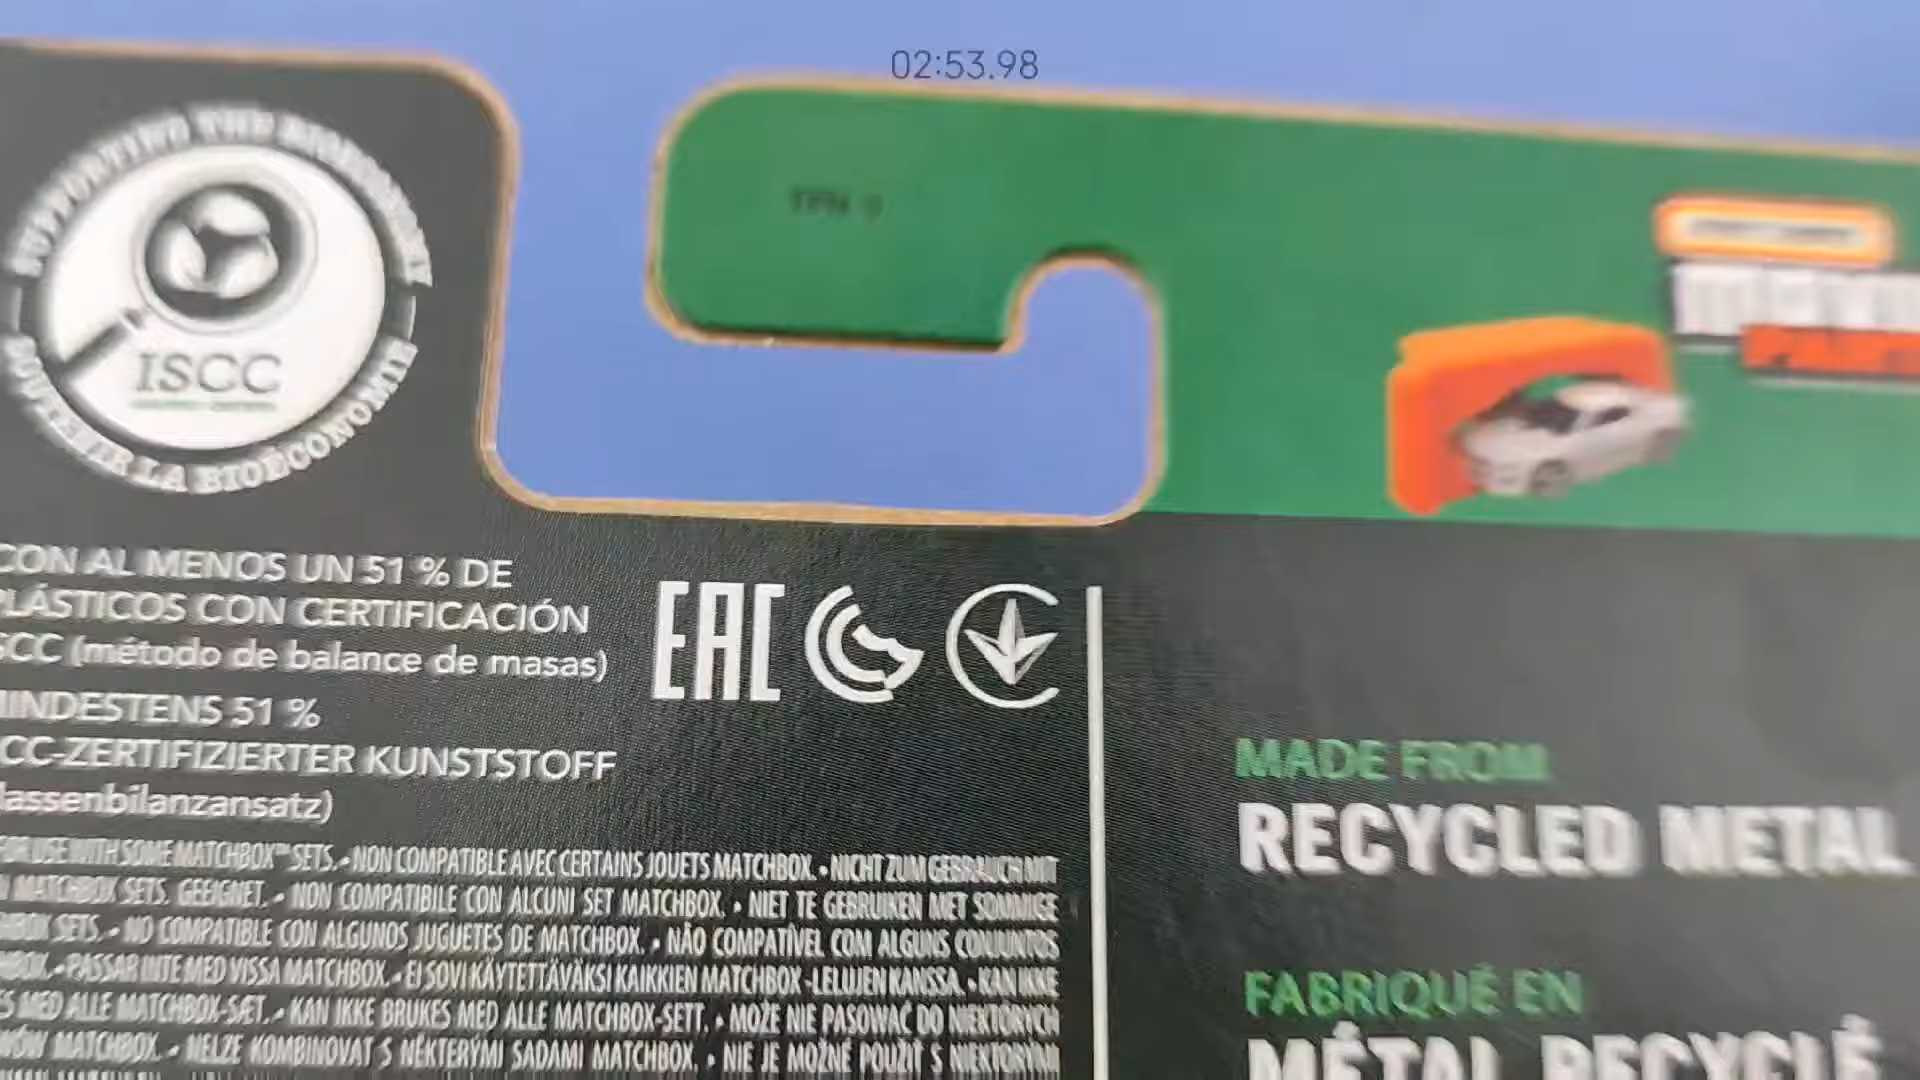 02:53.98
SUPPORTING THE BIOECONOMY
ISCC
SOUTENIR LA BIOÉCONOMIE
CON AL MENOS UN 51 % DE
PLÁSTICOS CON CERTIFICACIÓN
ISCC (método de balance de masas)
MINDESTENS 51 %
ISCC-ZERTIFIZIERTER KUNSTSTOFF
EAC
FOR USE WITH SOME MATCHBOX™ SETS. • NON COMPATIBLE AVEC CERTAINS JOUETS MATCHBOX. • NICHT ZUM GEBRAUCH MIT
MATCHBOX SETS. GEEIGNET. • NON COMPATIBILE CON ALCUNI SET MATCHBOX. • NIET TE GEBRUIKEN MET SOMMIGE
SETS. • NO COMPATIBLE CON ALGUNOS JUGUETES DE MATCHBOX. • NÃO COMPATÍVEL COM ALGUNS CONJUNTOS
PASSAR INTE MED VISSA MATCHBOX. • EI SOVI KÄYTETTÄVÄKSI KAIKKIEN MATCHBOX -LELUJEN KANSSA. • KAN IKKE
MED ALLE MATCHBOX-SÆT. • KAN IKKE BRUKES MED ALLE MATCHBOX-SETT. • MOŻE NIE PASOWAĆ DO NIEKTÓRYCH
MATCHBOX. • NELZE KOMBINOVAT S NĚKTERÝMI SADAMI MATCHBOX. • NIE JE MOŽNÉ POUŽIŤ S NIEKTORÝMI
MADE FROM
RECYCLED METAL
FABRIQUÉ EN
MÉTAL RECYCLÉ